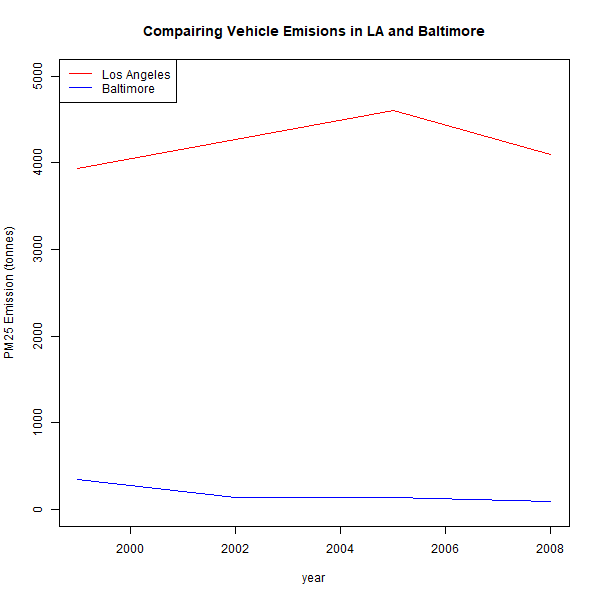 Compairing Vehicle Emisions in LA and Baltimore
Los Angeles
Baltimore
5000
4000
3000
2000
1000
0
PM25 Emission (tonnes)
2000 2002 2004 2006 2008
year